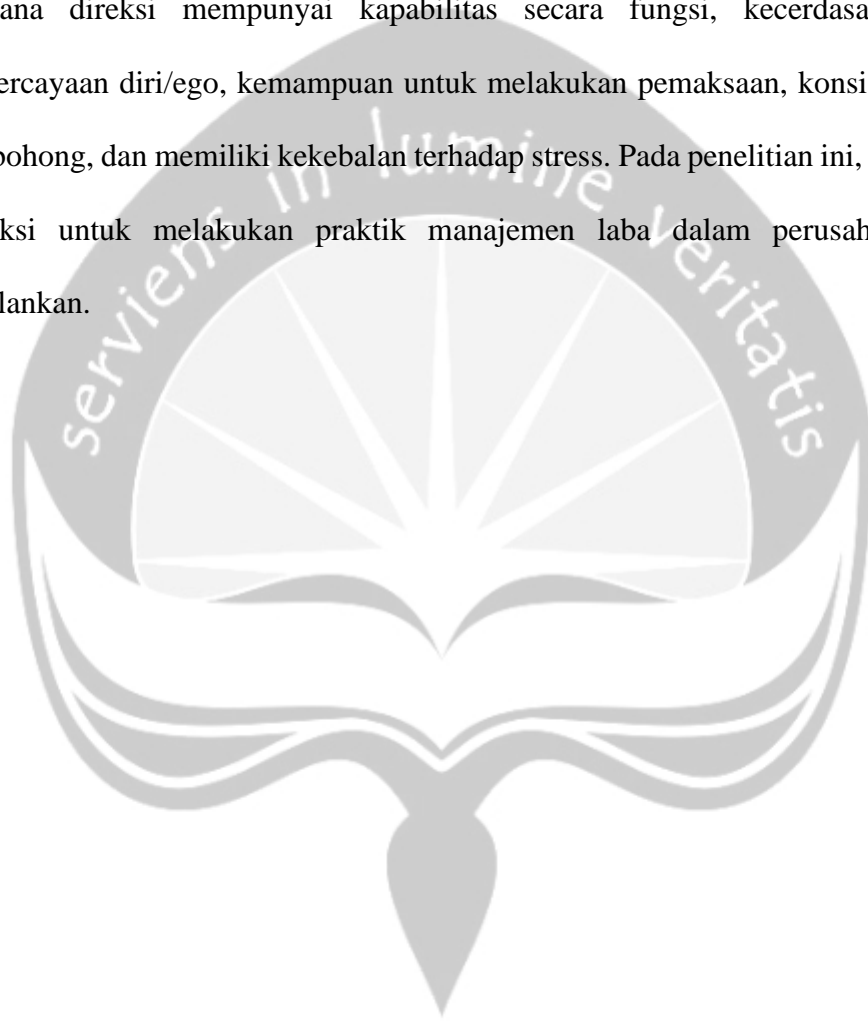 ana direksi mempunyai kapabilitas secara fungsi, kecerdasa
ercayaan diri/ego, kemampuan untuk melakukan pemaksaan, konsi
bohong, dan memiliki kekebalan terhadap stress. Pada penelitian ini,
ksi untuk melakukan praktik manajemen laba dalam perusah
lankan.
serviens in lumine veritatis